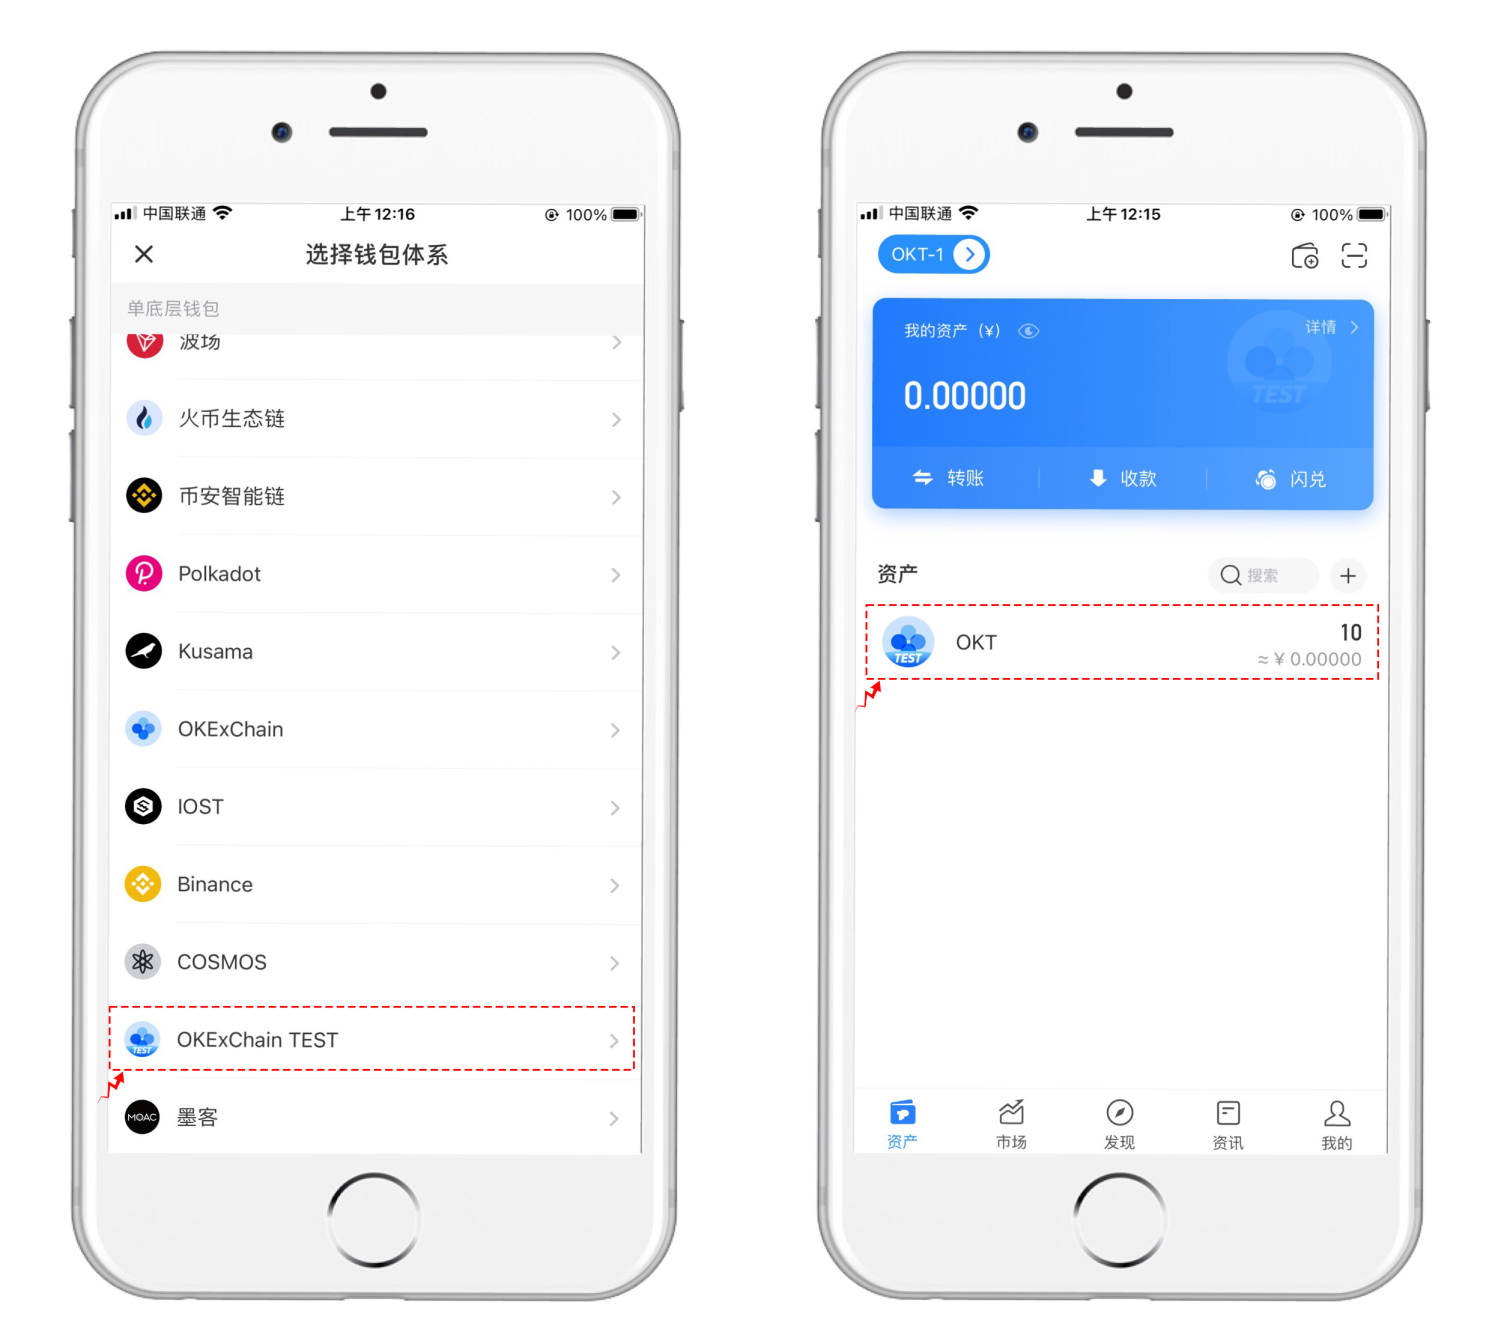 中国联通
上午12:16
100%
选择钱包体系
单底层钱包
波场
火币生态链
币安智能链
Polkadot
Kusama
OKExChain
IOST
Binance
COSMOS
TEST
OKExChain TEST
MOAC
墨客
中国联通
上午12:15
100%
OKT-1
我的资产 (¥)
详情
0.00000
TEST
转账
收款
闪兑
资产
搜索
TEST
OKT
10
≈ ¥ 0.00000
资产
市场
发现
资讯
我的